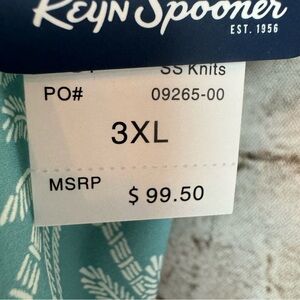 Reyn Spooner
EST. 1956
SS Knits
PO# 09265-00
3XL
MSRP $ 99.50